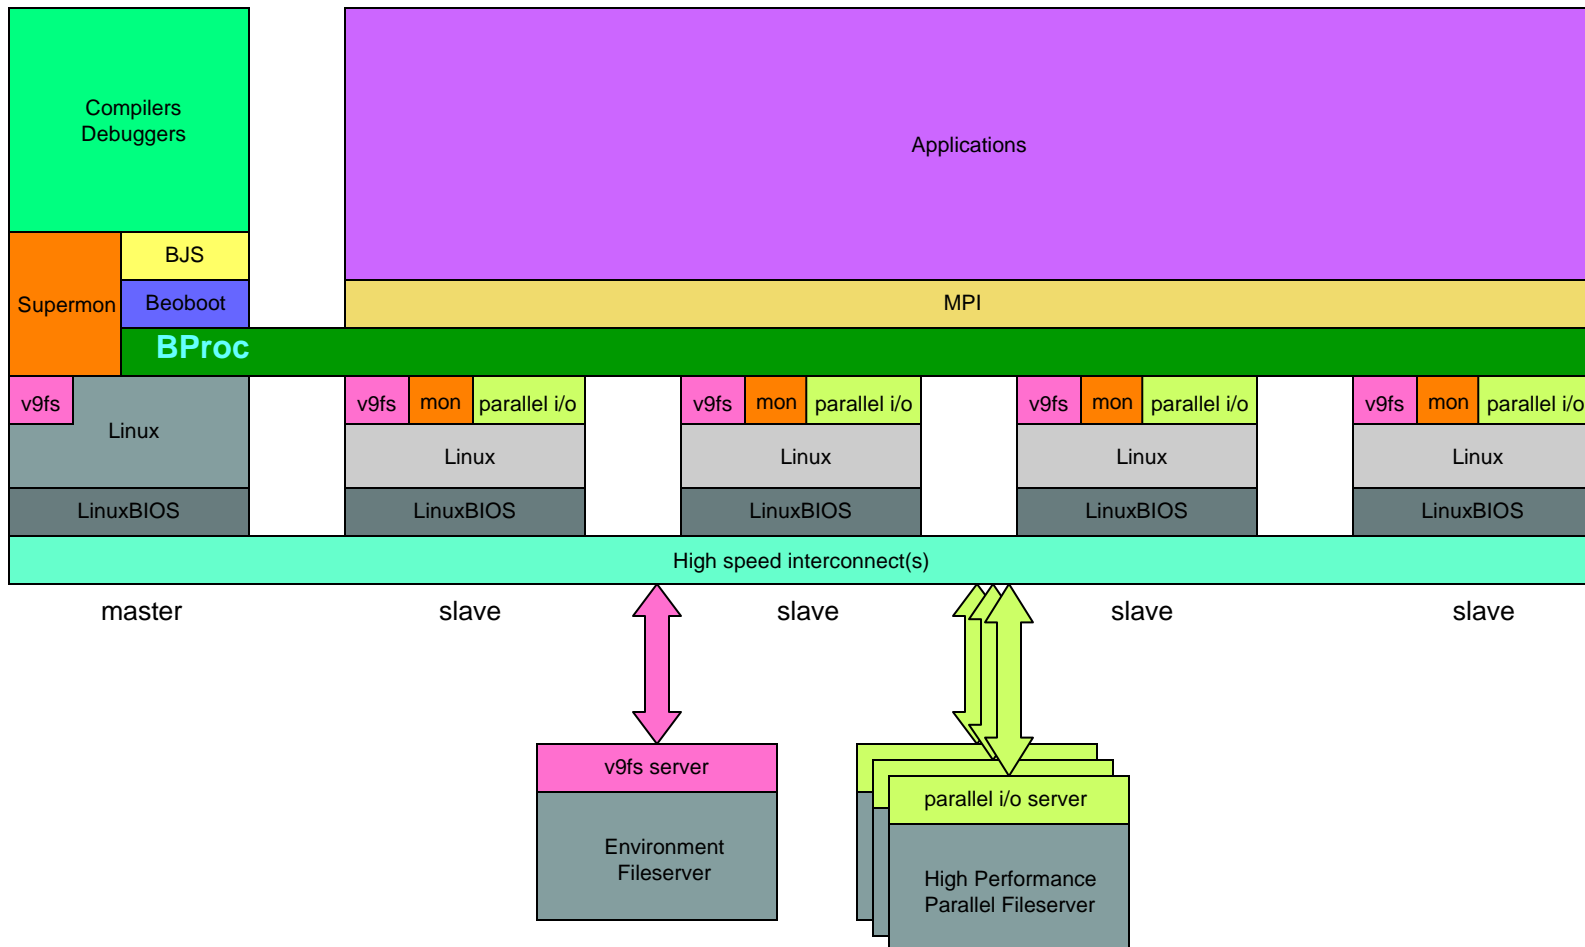 Compilers
Debuggers
Applications
BJS
Supermon
Beoboot
MPI
BProc
v9fs
Linux
LinuxBIOS
v9fs mon parallel i/o
Linux
LinuxBIOS
v9fs mon parallel i/o
Linux
LinuxBIOS
v9fs mon parallel i/o
Linux
LinuxBIOS
v9fs mon parallel i/o
Linux
LinuxBIOS
High speed interconnect(s)
master slave slave slave slave
v9fs server
Environment
Fileserver
parallel i/o server
High Performance
Parallel Fileserver